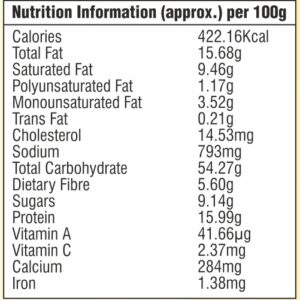 Nutrition Information (approx.) per 100g
Calories 422.16Kcal
Total Fat 15.68g
Saturated Fat 9.46g
Polyunsaturated Fat 1.17g
Monounsaturated Fat 3.52g
Trans Fat 0.21g
Cholesterol 14.53mg
Sodium 793mg
Total Carbohydrate 54.27g
Dietary Fibre 5.60g
Sugars 9.14g
Protein 15.99g
Vitamin A 41.66µg
Vitamin C 2.37mg
Calcium 284mg
Iron 1.38mg